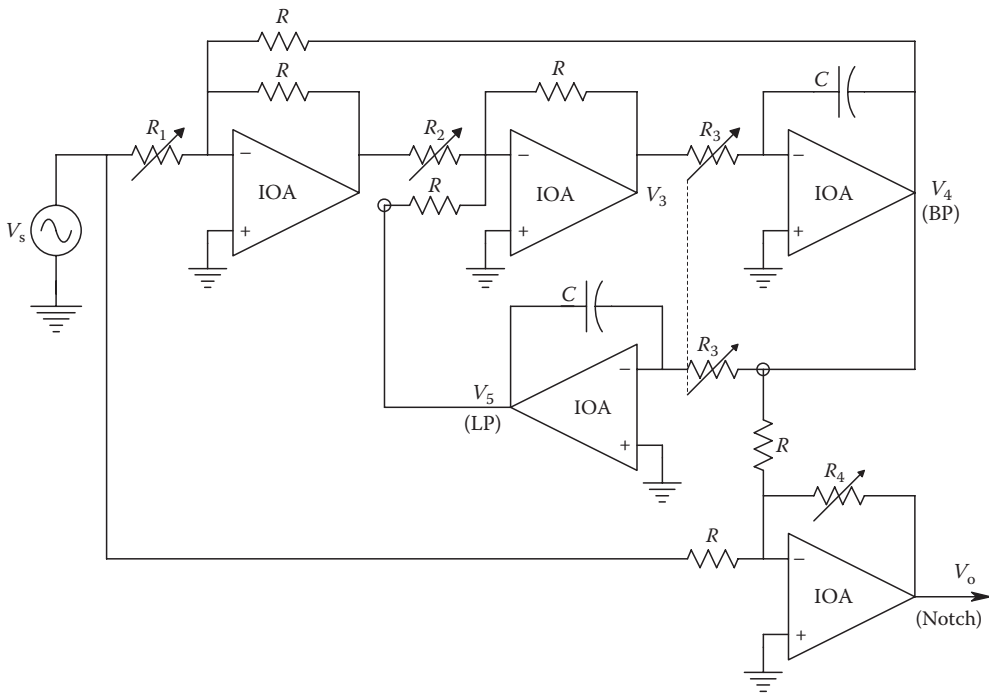 R
R
R
C
R₁
R₂
R₃
−
−
−
IOA
IOA
IOA
R
V₃
V₄
(BP)
Vₛ
+
+
+
C
R₃
−
V₅
(LP)
IOA
+
R
R₄
R
−
IOA
Vₒ
(Notch)
+